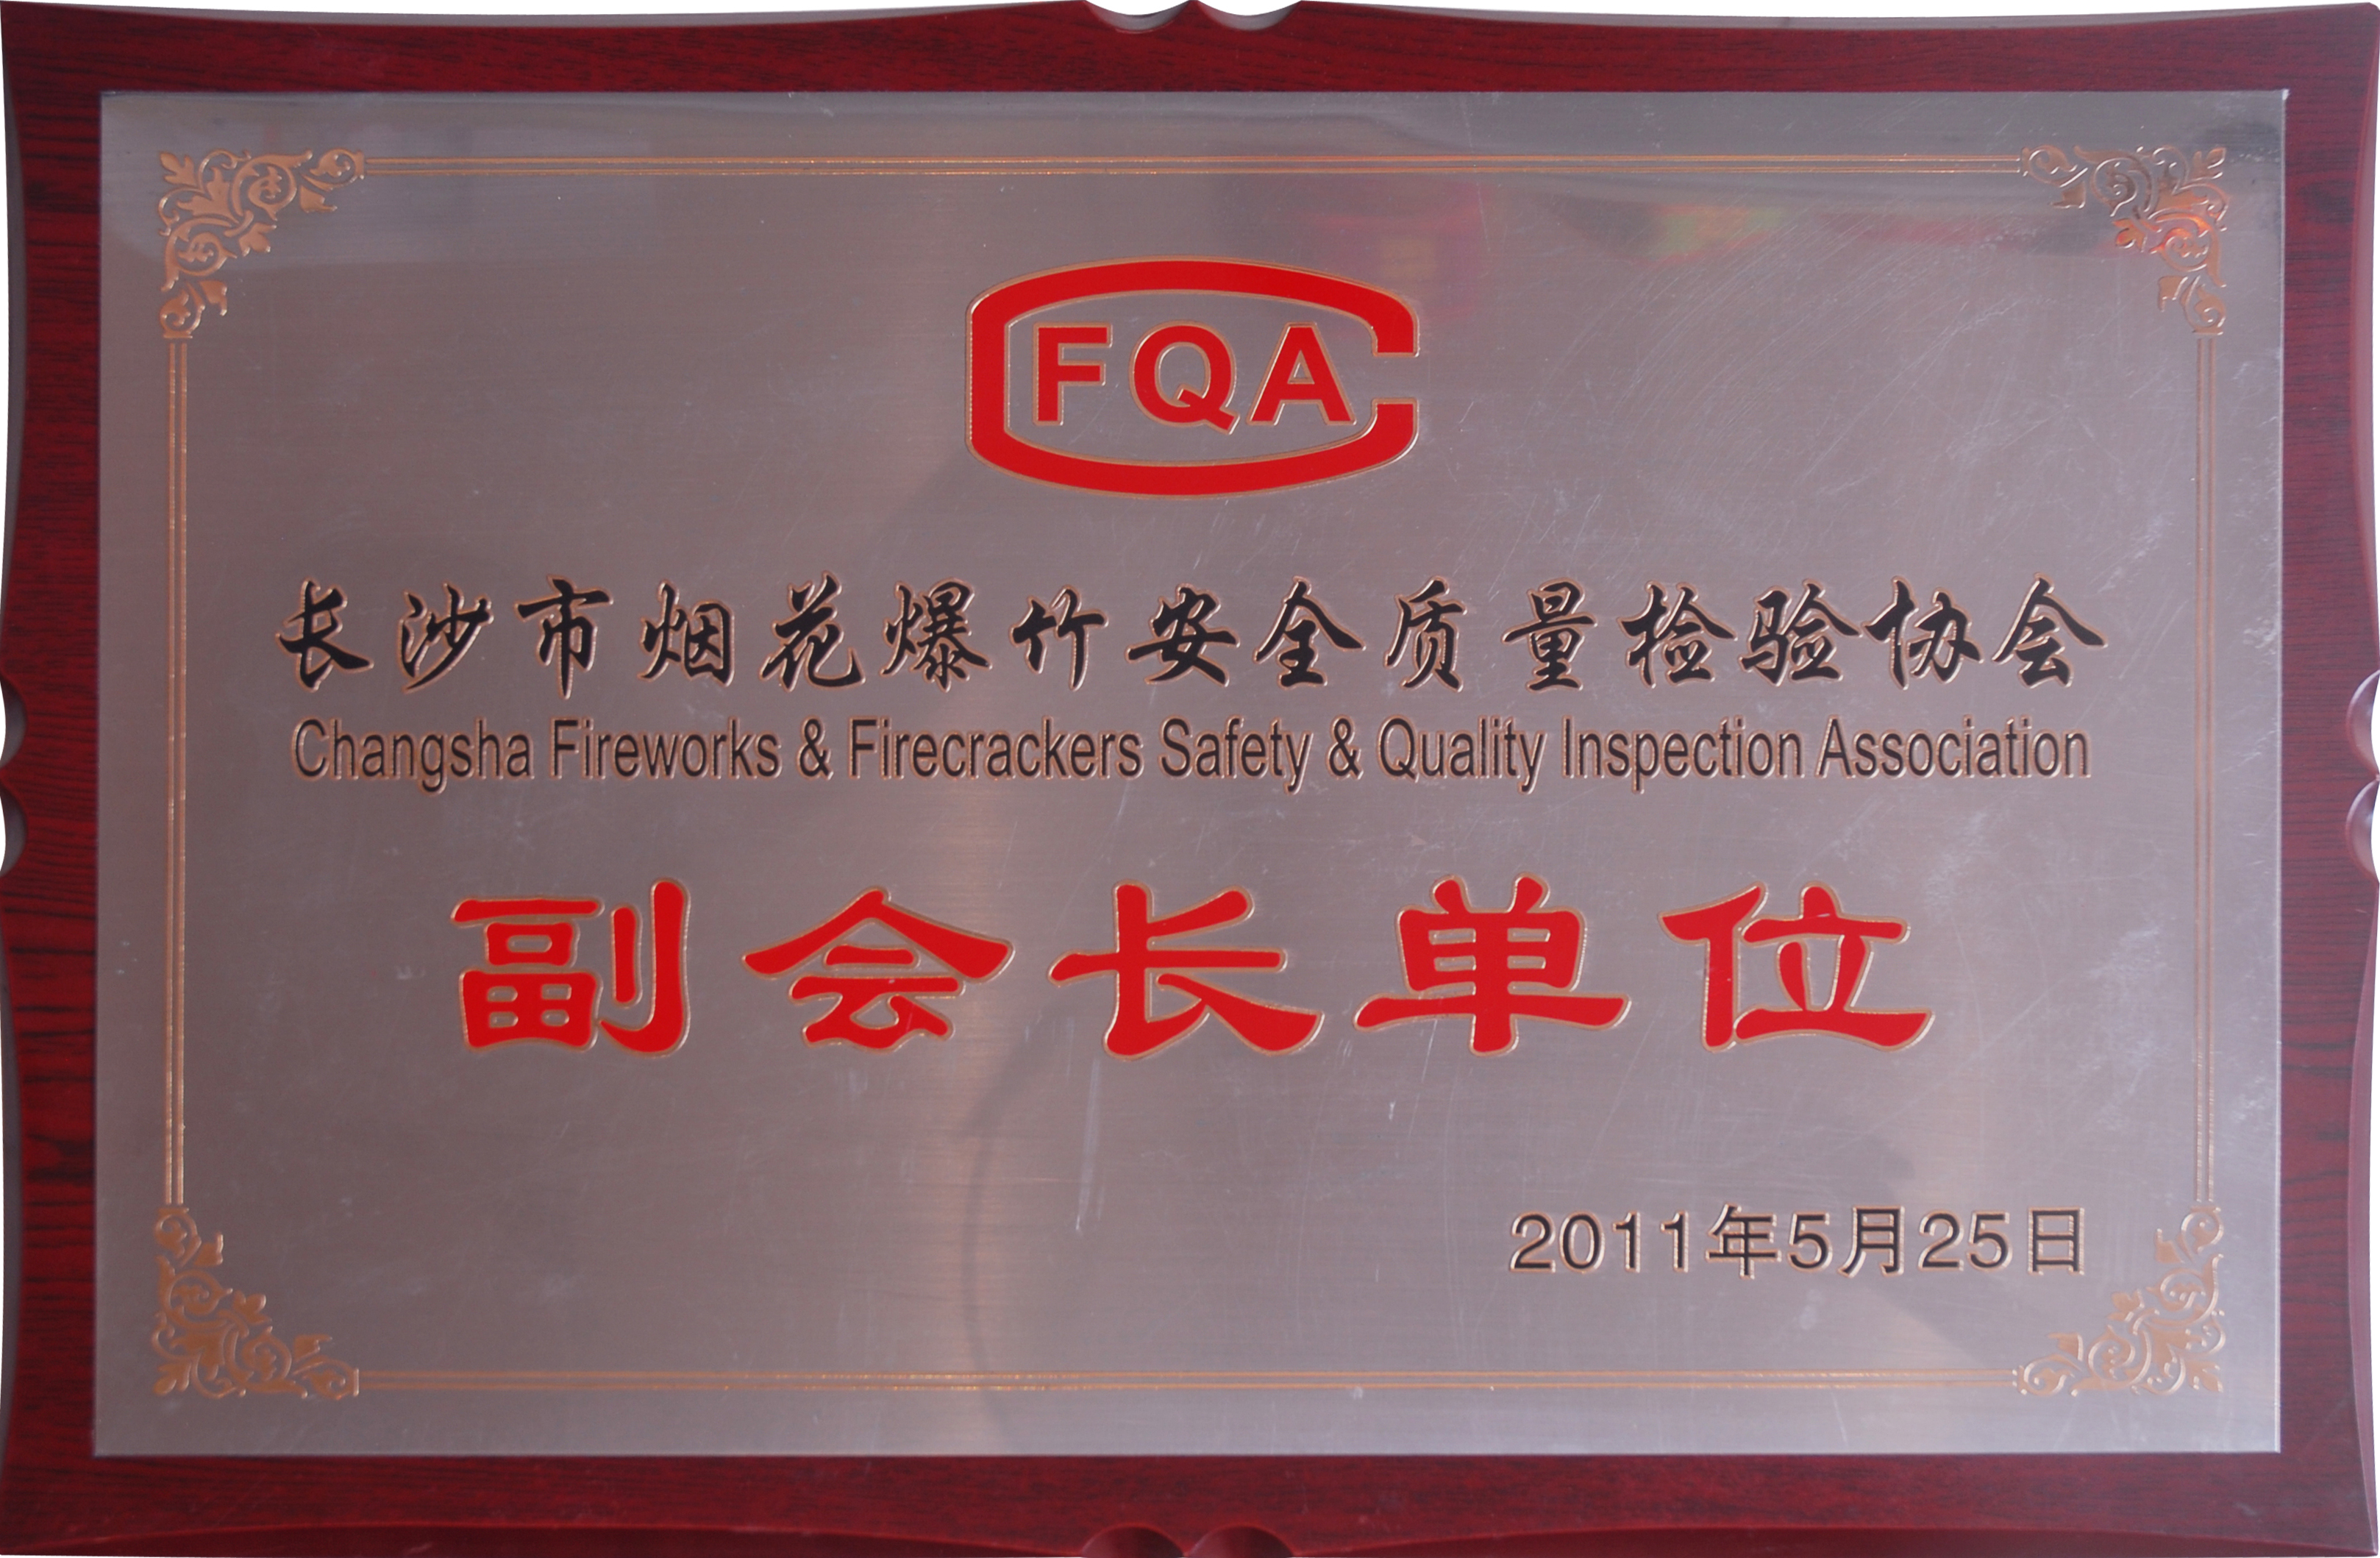 FQA
长沙市烟花爆竹安全质量检验协会
Changsha Fireworks & Firecrackers Safety & Quality Inspection Association
副会长单位
2011年5月25日